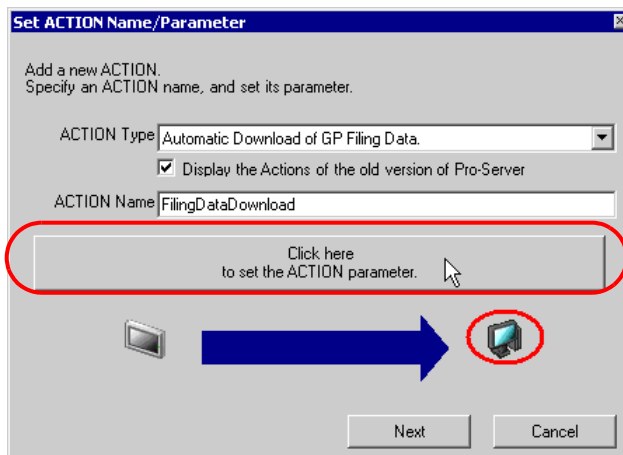 Set ACTION Name/Parameter
Add a new ACTION.
Specify an ACTION name, and set its parameter.
ACTION Type Automatic Download of GP Filing Data.
Display the Actions of the old version of Pro-Server
ACTION Name FilingDataDownload
Click here
to set the ACTION parameter.
Next Cancel